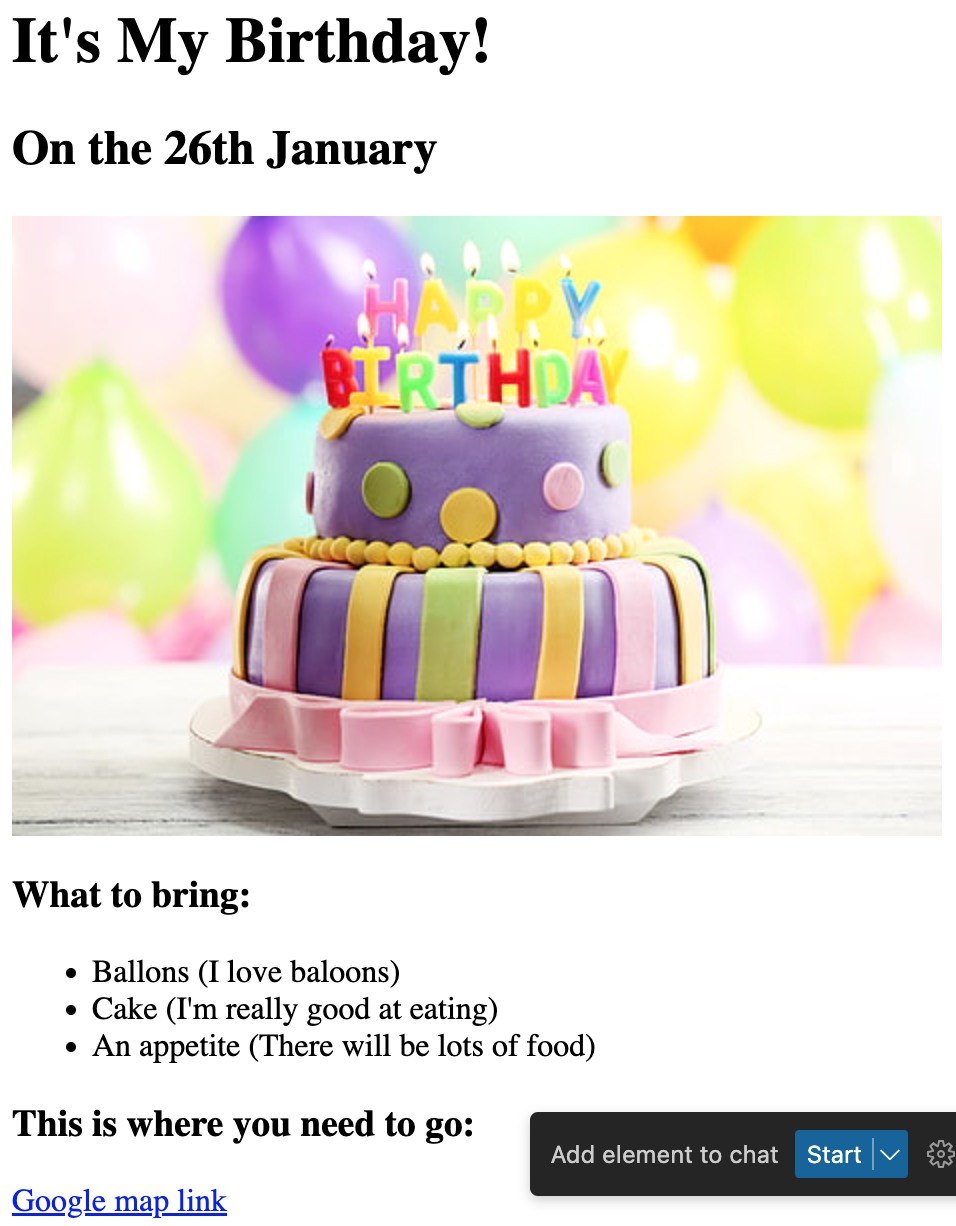 It's My Birthday!
On the 26th January
HAPPY
BIRTHDAY
What to bring:
Ballons (I love baloons)
Cake (I'm really good at eating)
An appetite (There will be lots of food)
This is where you need to go:
Add element to chat Start
Google map link